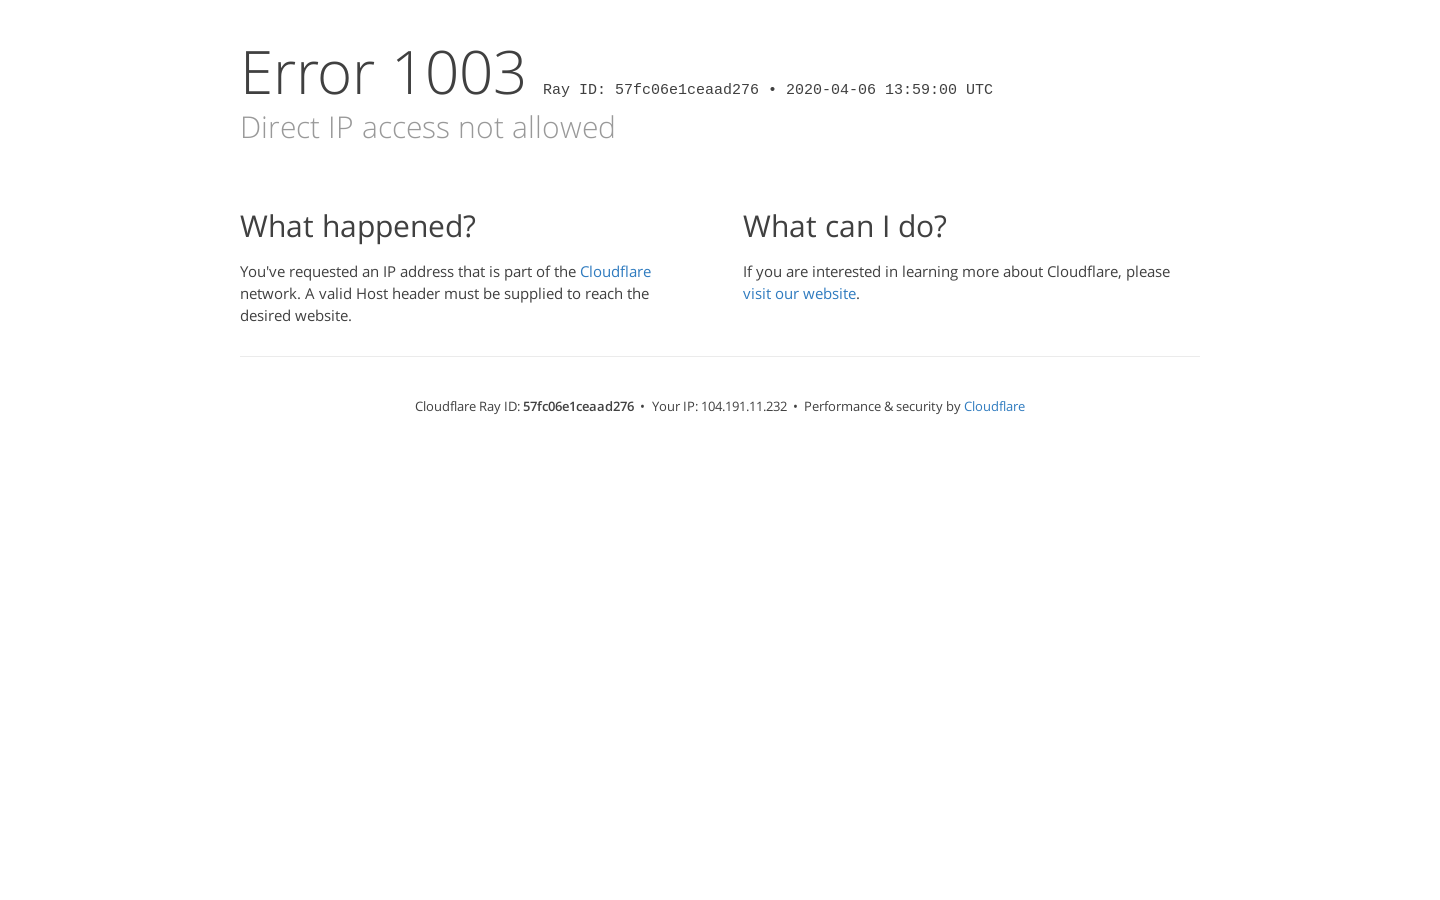 Error 1003 Ray ID: 57fc06e1ceaad276 • 2020-04-06 13:59:00 UTC
Direct IP access not allowed
What happened?
You've requested an IP address that is part of the Cloudflare
network. A valid Host header must be supplied to reach the
desired website.
What can I do?
If you are interested in learning more about Cloudflare, please
visit our website.
Cloudflare Ray ID: 57fc06e1ceaad276 • Your IP: 104.191.11.232 • Performance & security by Cloudflare